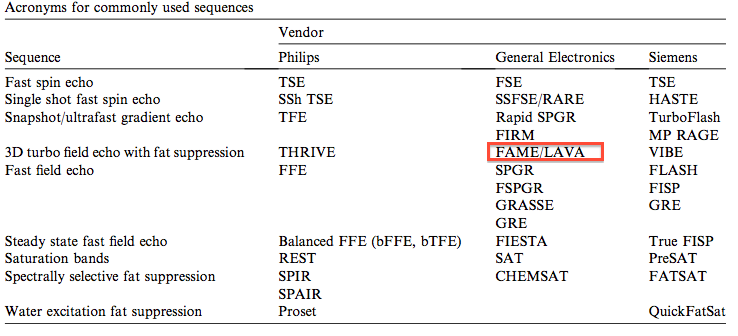 Acronyms for commonly used sequences
Vendor
Sequence Philips General Electronics Siemens
Fast spin echo TSE FSE TSE
Single shot fast spin echo SSh TSE SSFSE/RARE HASTE
Snapshot/ultrafast gradient echo TFE Rapid SPGR TurboFlash
FIRM MP RAGE
3D turbo field echo with fat suppression THRIVE FAME/LAVA VIBE
Fast field echo FFE SPGR FLASH
FSPGR FISP
GRASSE GRE
GRE
Steady state fast field echo Balanced FFE (bFFE, bTFE) FIESTA True FISP
Saturation bands REST SAT PreSAT
Spectrally selective fat suppression SPIR CHEMSAT FATSAT
SPAIR
Water excitation fat suppression Proset QuickFatSat